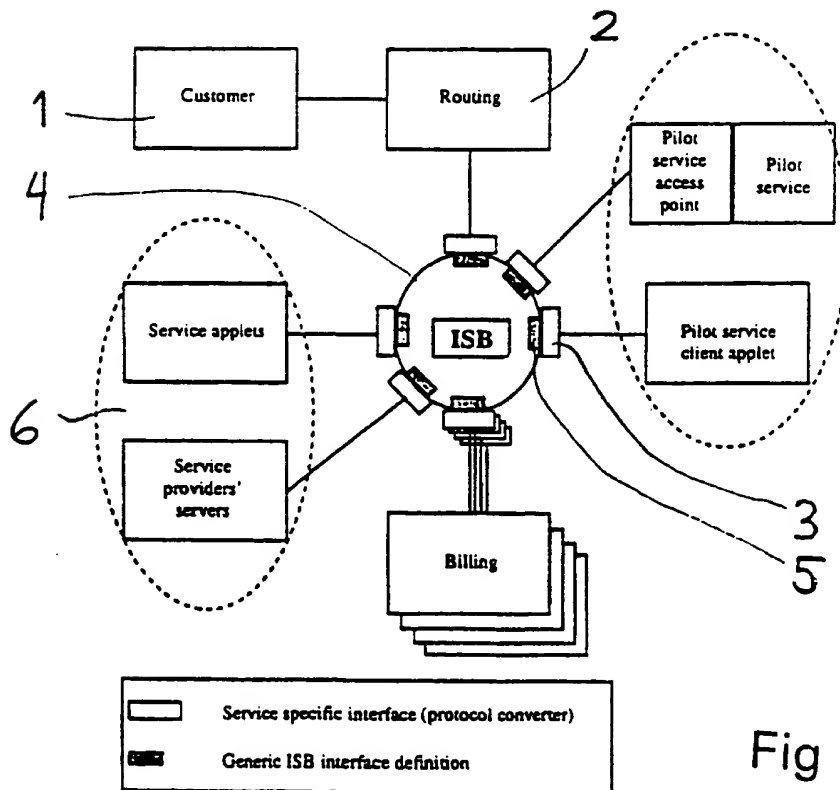 2
1
Customer
Routing
Pilot
service
access
point
Pilot
service
4
Service applets
ISB
Pilot service
client applet
6
Service
providers'
servers
3
5
Billing
Service specific interface (protocol converter)
Generic ISB interface definition
Fig